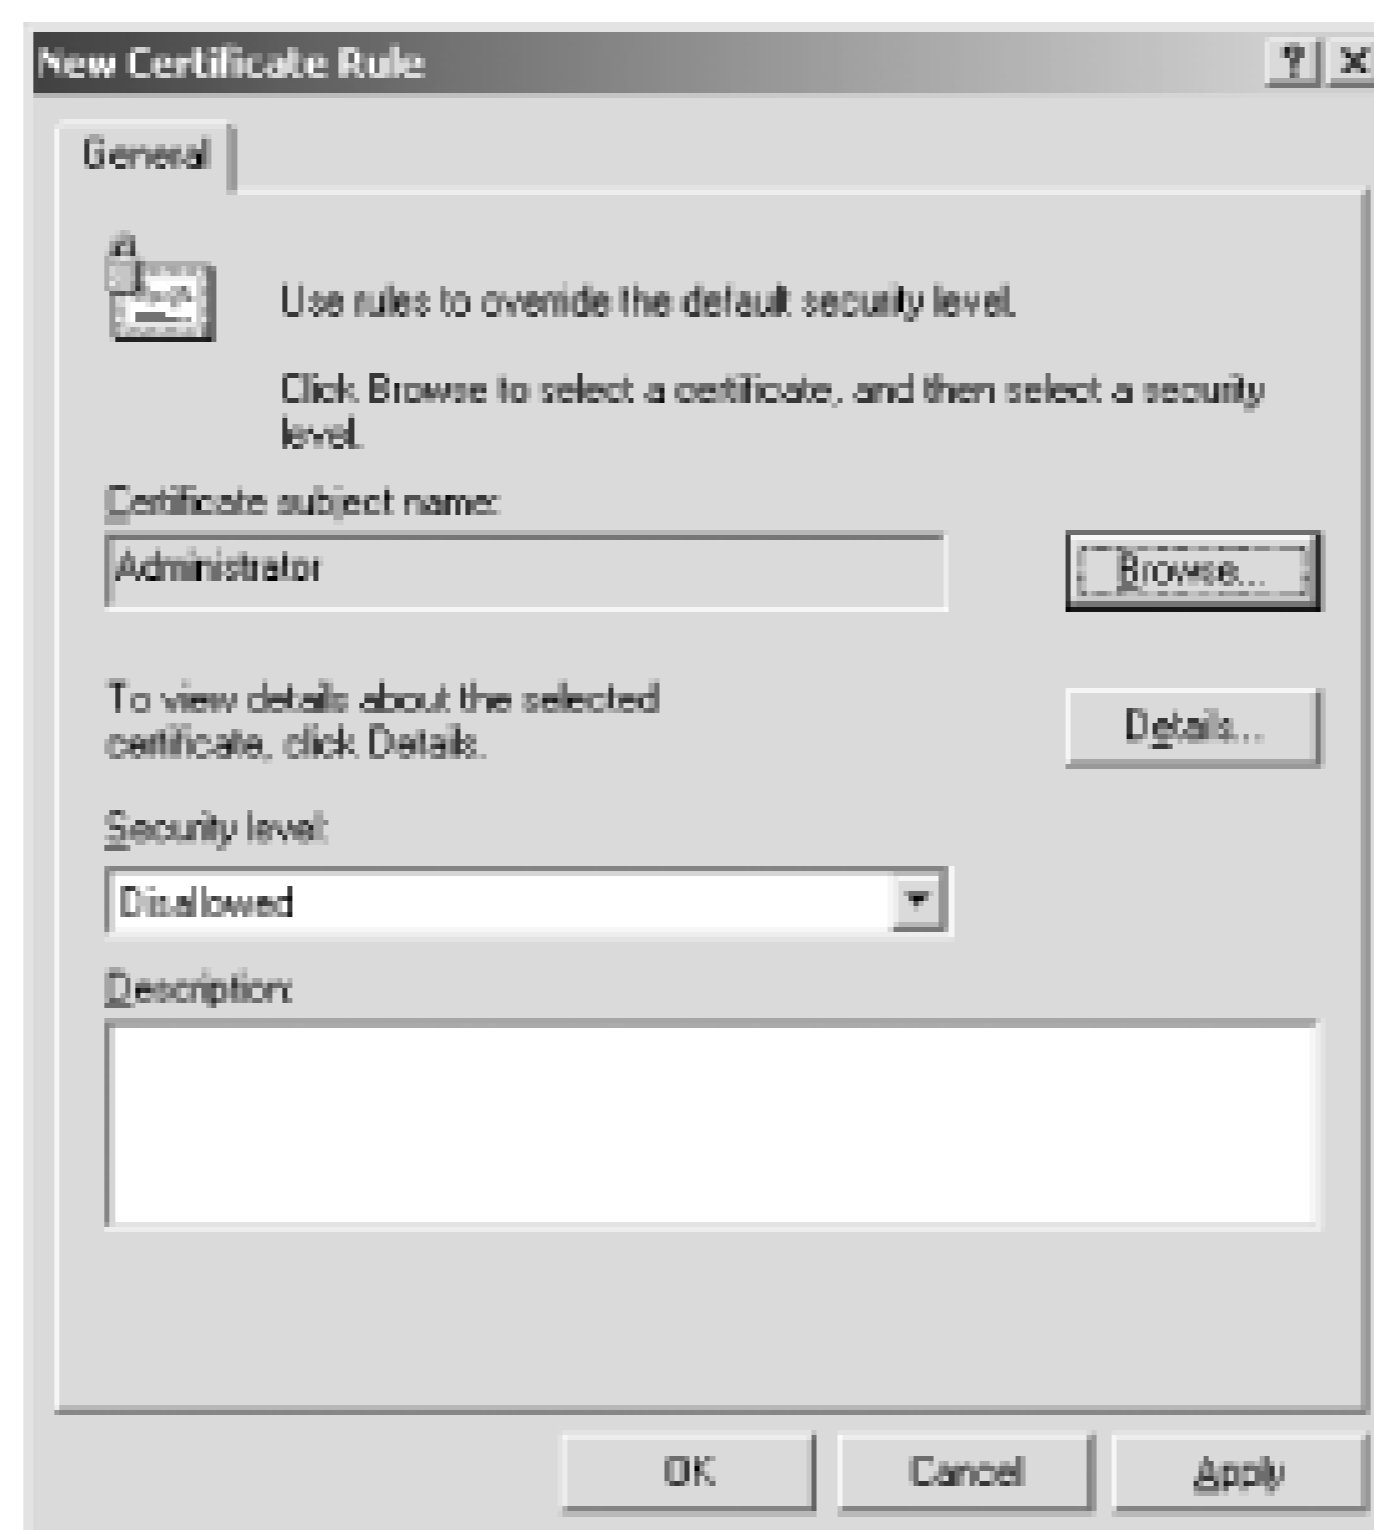 New Certificate Rule
General
Use rules to override the default security level.
Click Browse to select a certificate, and then select a security
level.
Certificate subject name:
Administrator
Browse...
To view details about the selected
certificate, click Details.
Details...
Security level:
Disallowed
Description:
OK Cancel Apply